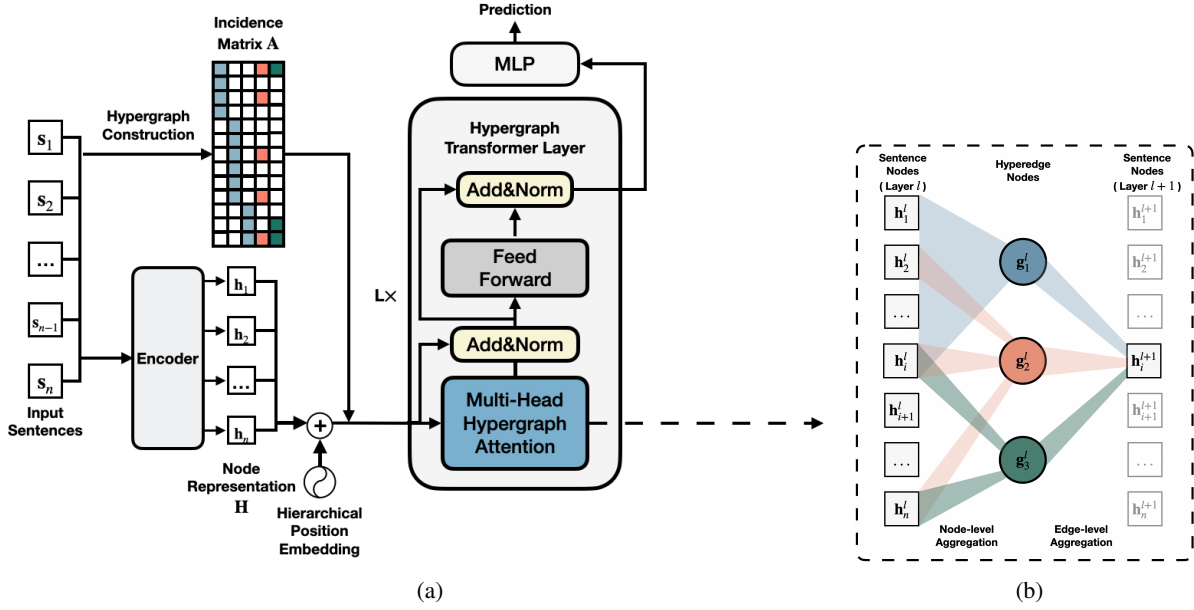 Prediction
MLP
Incidence
Matrix A
Hypergraph
Construction
s₁
s₂
...
sₙ₋₁
sₙ
Input
Sentences
Encoder
h₁
h₂
...
hₙ
Node
Representation
H
+
Hierarchical
Position
Embedding
L×
Hypergraph
Transformer Layer
Add&Norm
Feed
Forward
Add&Norm
Multi-Head
Hypergraph
Attention
(a)
Sentence
Nodes
( Layer l )
Hyperedge
Nodes
Sentence
Nodes
( Layer l + 1 )
h₁ˡ
h₂ˡ
...
hᵢˡ
hᵢ₊₁ˡ
...
hₙˡ
g₁ˡ
g₂ˡ
g₃ˡ
h₁ˡ⁺¹
h₂ˡ⁺¹
...
hᵢˡ⁺¹
hᵢ₊₁ˡ⁺¹
...
hₙˡ⁺¹
Node-level
Aggregation
Edge-level
Aggregation
(b)